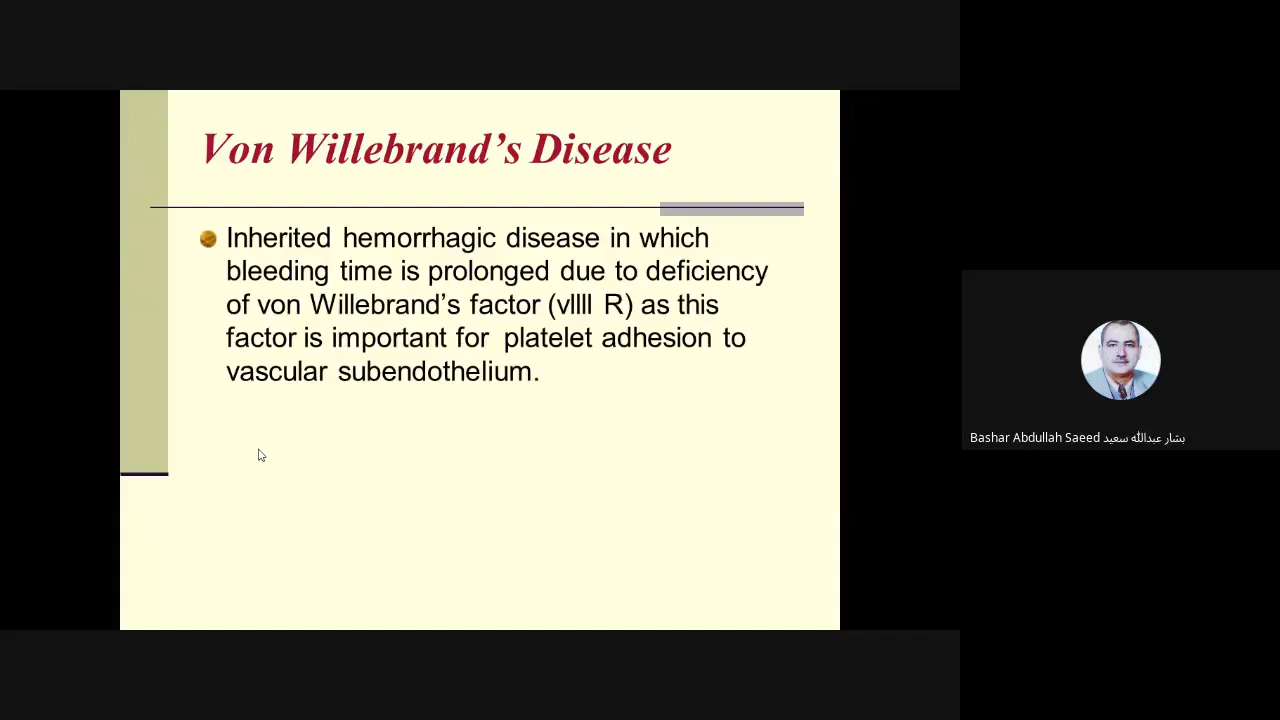 Von Willebrand’s Disease
Inherited hemorrhagic disease in which
bleeding time is prolonged due to deficiency
of von Willebrand’s factor (vIIII R) as this
factor is important for platelet adhesion to
vascular subendothelium.
Bashar Abdullah Saeed بشار عبدالله سعيد